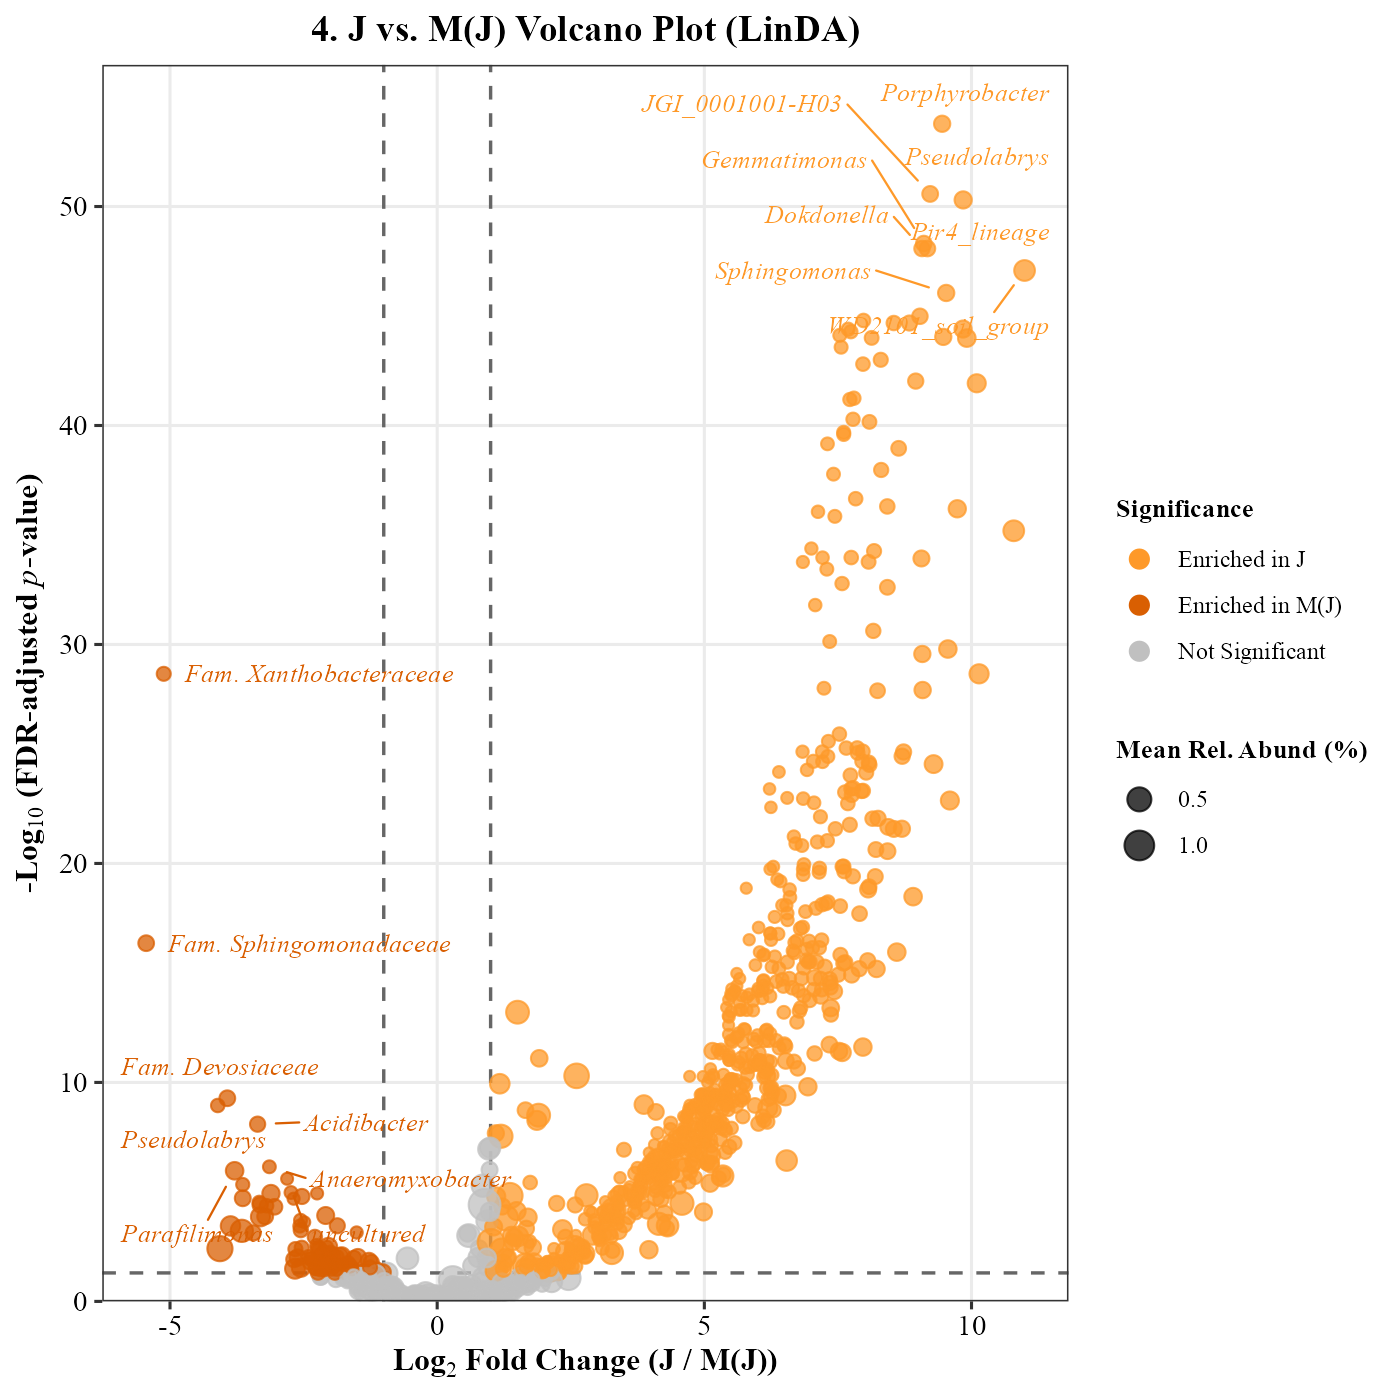 4. J vs. M(J) Volcano Plot (LinDA)
Porphyrobacter
JGI_0001001-H03
Gemmatimonas
Pseudolabrys
Dokdonella
Pir4_lineage
Sphingomonas
WD2101_soil_group
Fam. Xanthobacteraceae
Fam. Sphingomonadaceae
Fam. Devosiaceae
Acidibacter
Pseudolabrys
Anaeromyxobacter
Parafilimonas
uncultured
50
40
30
20
10
0
-5
0
5
10
-Log10 (FDR-adjusted p-value)
Log2 Fold Change (J / M(J))
Significance
Enriched in J
Enriched in M(J)
Not Significant
Mean Rel. Abund (%)
0.5
1.0